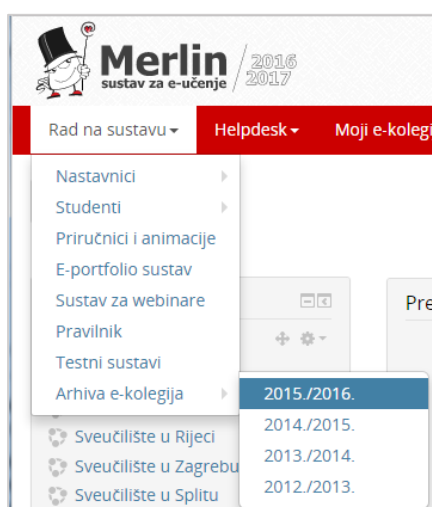 Merlin
sustav za e-učenje
2016
2017
Rad na sustavu Helpdesk Moji e-kolegi
Nastavnici
Studenti
Priručnici i animacije
E-portfolio sustav
Sustav za webinare
Pravilnik
Testni sustavi
Arhiva e-kolegija
2015./2016.
2014./2015.
2013./2014.
2012./2013.
Pre
Sveučilište u Rijeci
Sveučilište u Zagrebu
Sveučilište u Splitu